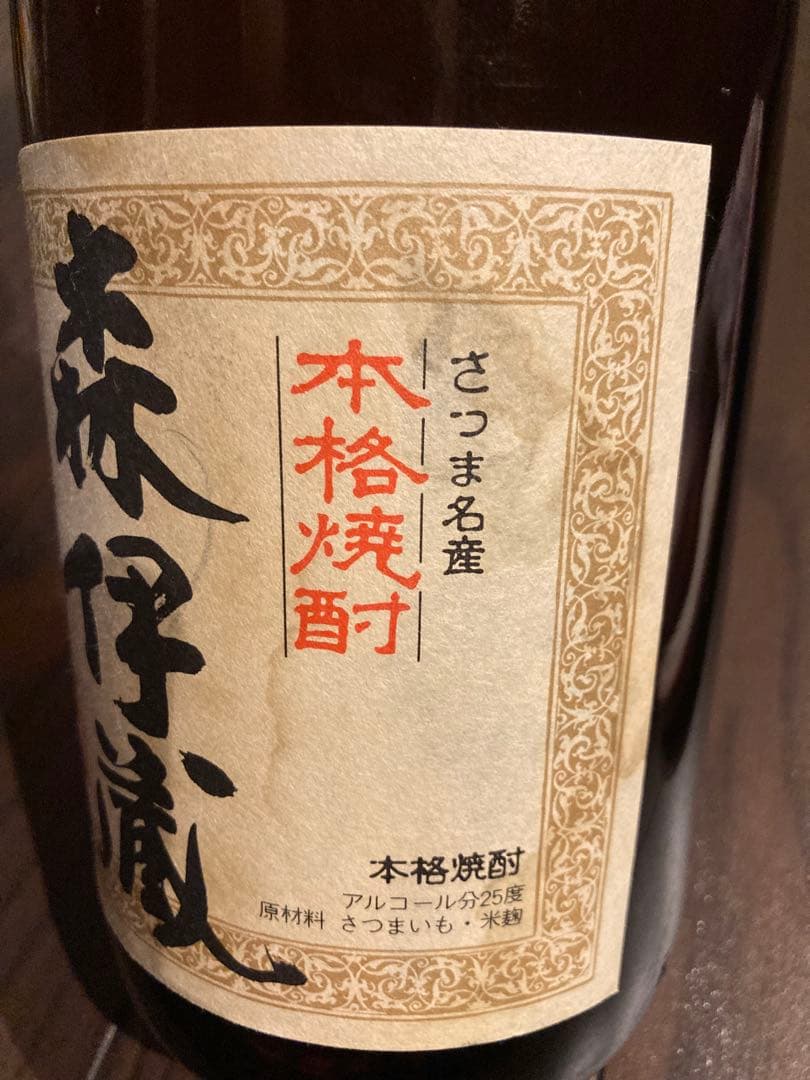 さつま名産
本格焼酎
森伊蔵
本格焼酎
アルコール分25度
原材料 さつまいも・米麹